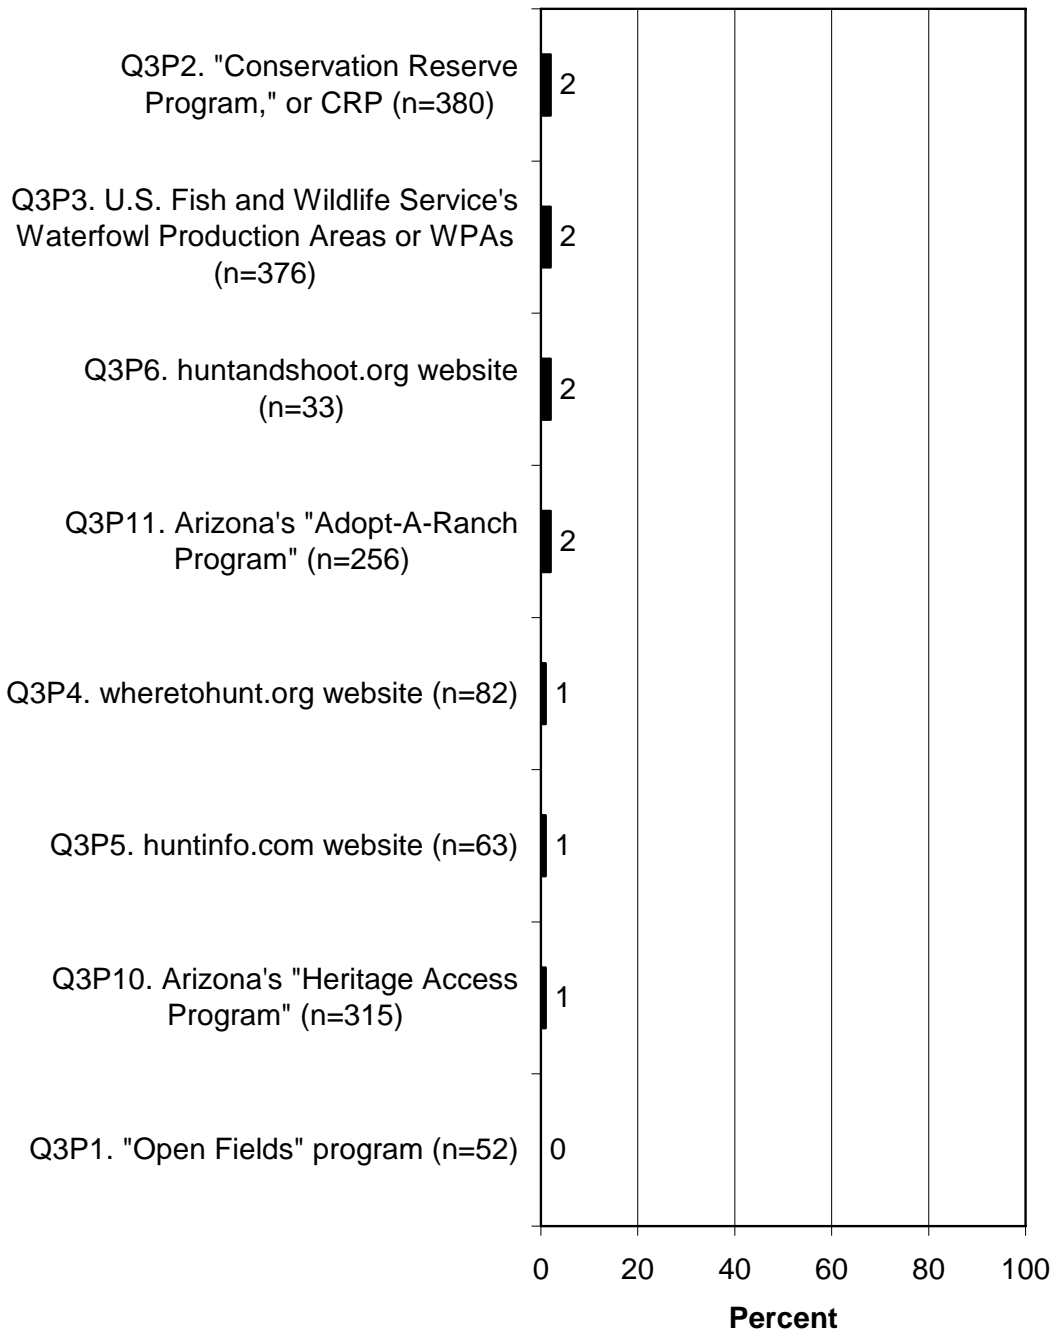 Q3P2. "Conservation Reserve
Program," or CRP (n=380)
2
Q3P3. U.S. Fish and Wildlife Service's
Waterfowl Production Areas or WPAs
(n=376)
2
Q3P6. huntandshoot.org website
(n=33)
2
Q3P11. Arizona's "Adopt-A-Ranch
Program" (n=256)
2
Q3P4. wheretohunt.org website (n=82)
1
Q3P5. huntinfo.com website (n=63)
1
Q3P10. Arizona's "Heritage Access
Program" (n=315)
1
Q3P1. "Open Fields" program (n=52)
0
0 20 40 60 80 100
Percent